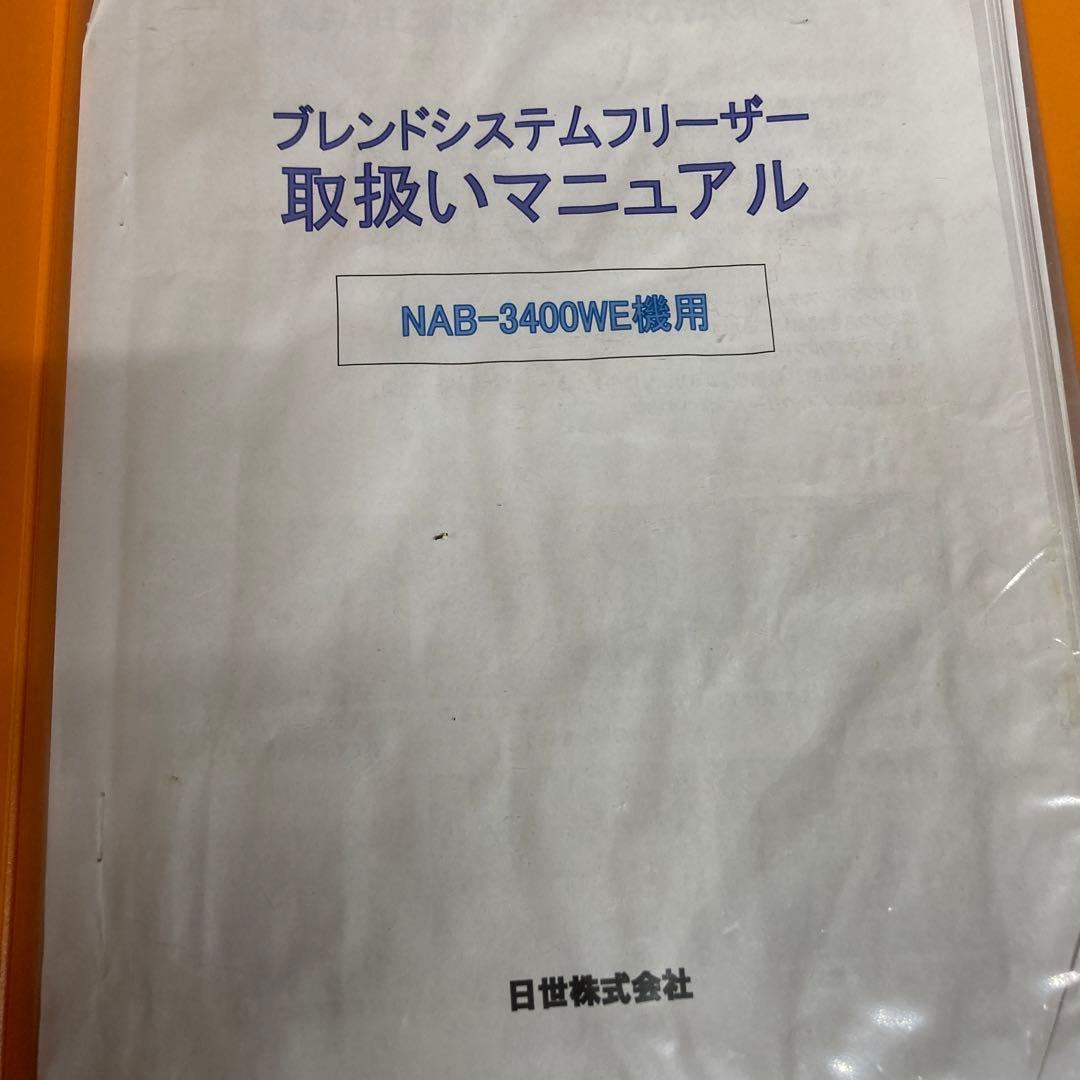 ブレンドシステムフリーザー
取扱いマニュアル
NAB-3400WE機用
日世株式会社